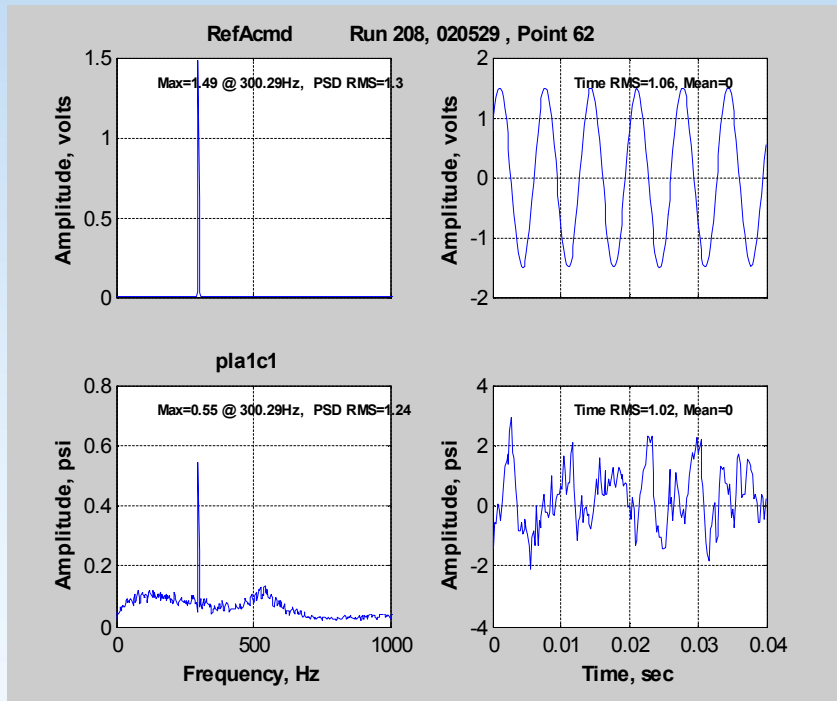 RefAcmd Run 208, 020529 , Point 62
1.5
1
0.5
0
Amplitude, volts
Max=1.49 @ 300.29Hz, PSD RMS=1.3
2
1
0
-1
-2
Amplitude, volts
Time RMS=1.06, Mean=0
pla1c1
0.8
0.6
0.4
0.2
0
Amplitude, psi
Max=0.55 @ 300.29Hz, PSD RMS=1.24
0 500 1000
Frequency, Hz
4
2
0
-2
-4
Amplitude, psi
Time RMS=1.02, Mean=0
0 0.01 0.02 0.03 0.04
Time, sec